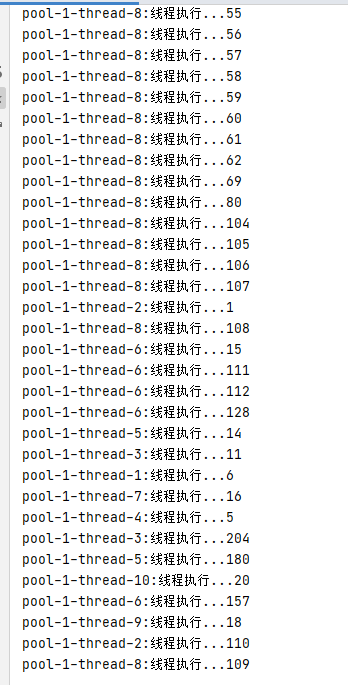 pool-1-thread-8:线程执行...55
pool-1-thread-8:线程执行...56
pool-1-thread-8:线程执行...57
pool-1-thread-8:线程执行...58
pool-1-thread-8:线程执行...59
pool-1-thread-8:线程执行...60
pool-1-thread-8:线程执行...61
pool-1-thread-8:线程执行...62
pool-1-thread-8:线程执行...69
pool-1-thread-8:线程执行...80
pool-1-thread-8:线程执行...104
pool-1-thread-8:线程执行...105
pool-1-thread-8:线程执行...106
pool-1-thread-8:线程执行...107
pool-1-thread-2:线程执行...1
pool-1-thread-8:线程执行...108
pool-1-thread-6:线程执行...15
pool-1-thread-6:线程执行...111
pool-1-thread-6:线程执行...112
pool-1-thread-6:线程执行...128
pool-1-thread-5:线程执行...14
pool-1-thread-3:线程执行...11
pool-1-thread-1:线程执行...6
pool-1-thread-7:线程执行...16
pool-1-thread-4:线程执行...5
pool-1-thread-3:线程执行...204
pool-1-thread-5:线程执行...180
pool-1-thread-10:线程执行...20
pool-1-thread-6:线程执行...157
pool-1-thread-9:线程执行...18
pool-1-thread-2:线程执行...110
pool-1-thread-8:线程执行...109